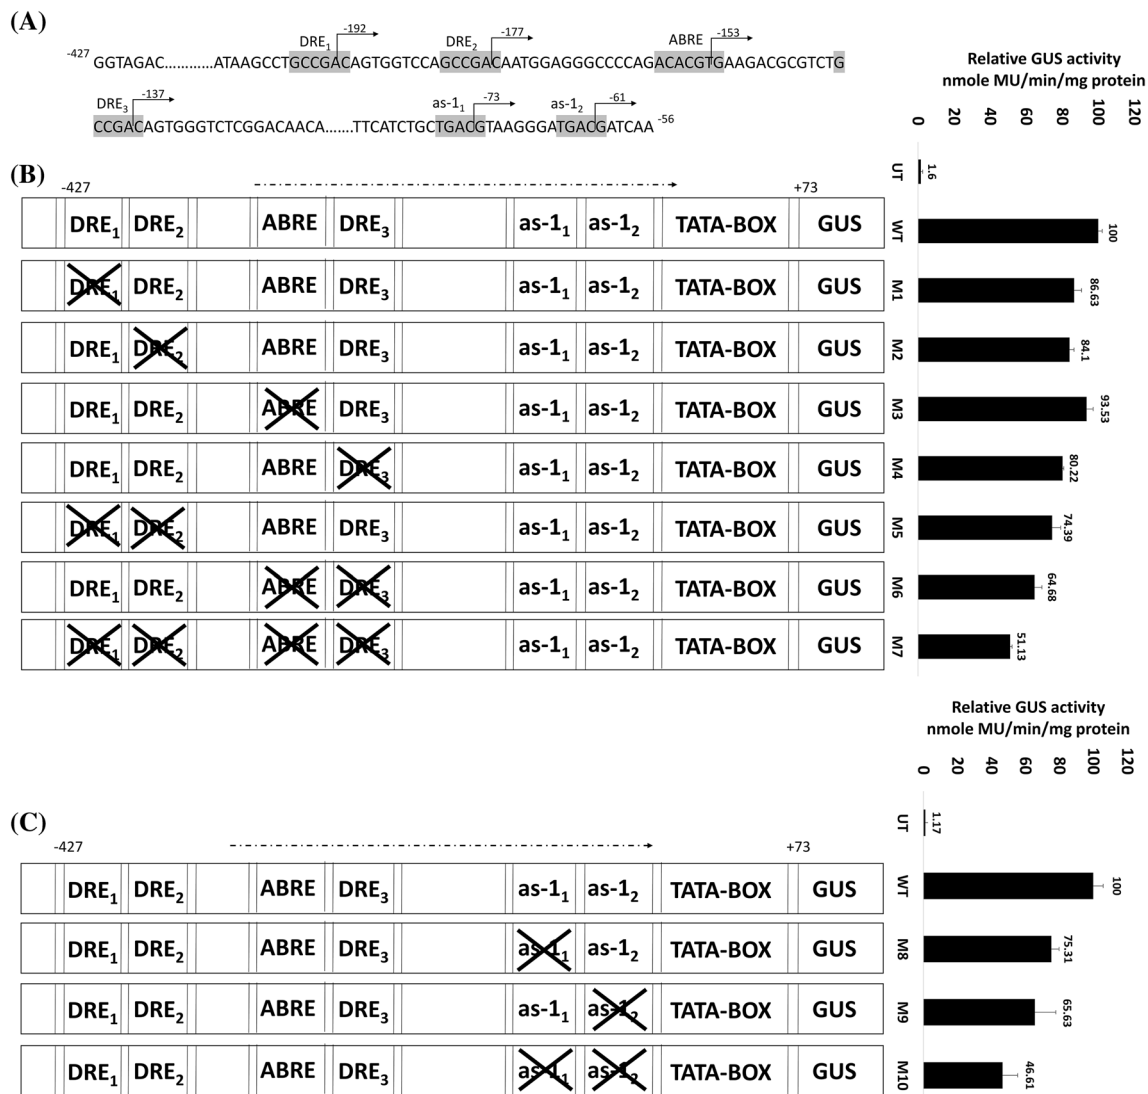 (A)
DRE1 -192 DRE2 -177 ABRE -153
-427 GGTAGAC............ATAAGCCTGCCGACAGTGGTCCAGCCGACAATGGAGGGCCCCAGACACGTGAAGACGCGTCTG
DRE3 -137 as-11 -73 as-12 -61
CCGACAGTGGGTCTCGGACAACA.......TTCATCTGCTGACGTAAGGGATGACGATCAA -56
Relative GUS activity
nmole MU/min/mg protein
0 20 40 60 80 100 120
(B)
-427 +73
UT 1.6
DRE1 DRE2 ABRE DRE3 as-11 as-12 TATA-BOX GUS WT 100
DRE1 DRE2 ABRE DRE3 as-11 as-12 TATA-BOX GUS M1 86.63
DRE1 DRE2 ABRE DRE3 as-11 as-12 TATA-BOX GUS M2 84.1
DRE1 DRE2 ABRE DRE3 as-11 as-12 TATA-BOX GUS M3 93.53
DRE1 DRE2 ABRE DRE3 as-11 as-12 TATA-BOX GUS M4 80.22
DRE1 DRE2 ABRE DRE3 as-11 as-12 TATA-BOX GUS M5 74.39
DRE1 DRE2 ABRE DRE3 as-11 as-12 TATA-BOX GUS M6 64.68
DRE1 DRE2 ABRE DRE3 as-11 as-12 TATA-BOX GUS M7 51.13
Relative GUS activity
nmole MU/min/mg protein
0 20 40 60 80 100 120
(C)
-427 +73
UT 1.17
DRE1 DRE2 ABRE DRE3 as-11 as-12 TATA-BOX GUS WT 100
DRE1 DRE2 ABRE DRE3 as-11 as-12 TATA-BOX GUS M8 75.31
DRE1 DRE2 ABRE DRE3 as-11 as-12 TATA-BOX GUS M9 65.63
DRE1 DRE2 ABRE DRE3 as-11 as-12 TATA-BOX GUS M10 46.61